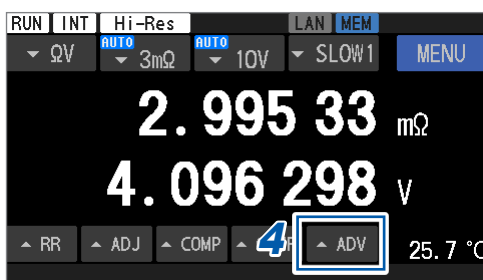 RUN INT Hi-Res LAN MEM
ΩV AUTO 3mΩ AUTO 10V SLOW1 MENU
2.995 33 mΩ
4.096 298 V
RR ADJ COMP 4 ADV 25.7 °C